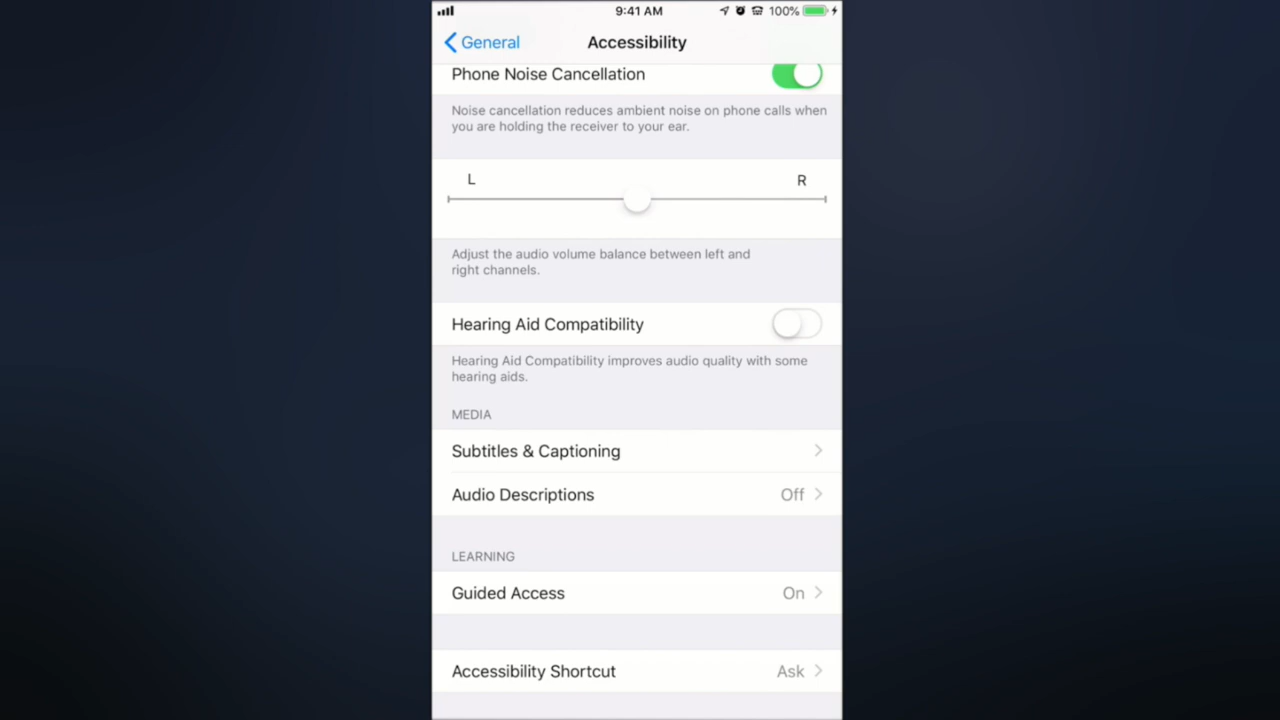 9:41 AM 100%
General Accessibility
Phone Noise Cancellation
Noise cancellation reduces ambient noise on phone calls when
you are holding the receiver to your ear.
L R
Adjust the audio volume balance between left and
right channels.
Hearing Aid Compatibility
Hearing Aid Compatibility improves audio quality with some
hearing aids.
MEDIA
Subtitles & Captioning
Audio Descriptions Off
LEARNING
Guided Access On
Accessibility Shortcut Ask